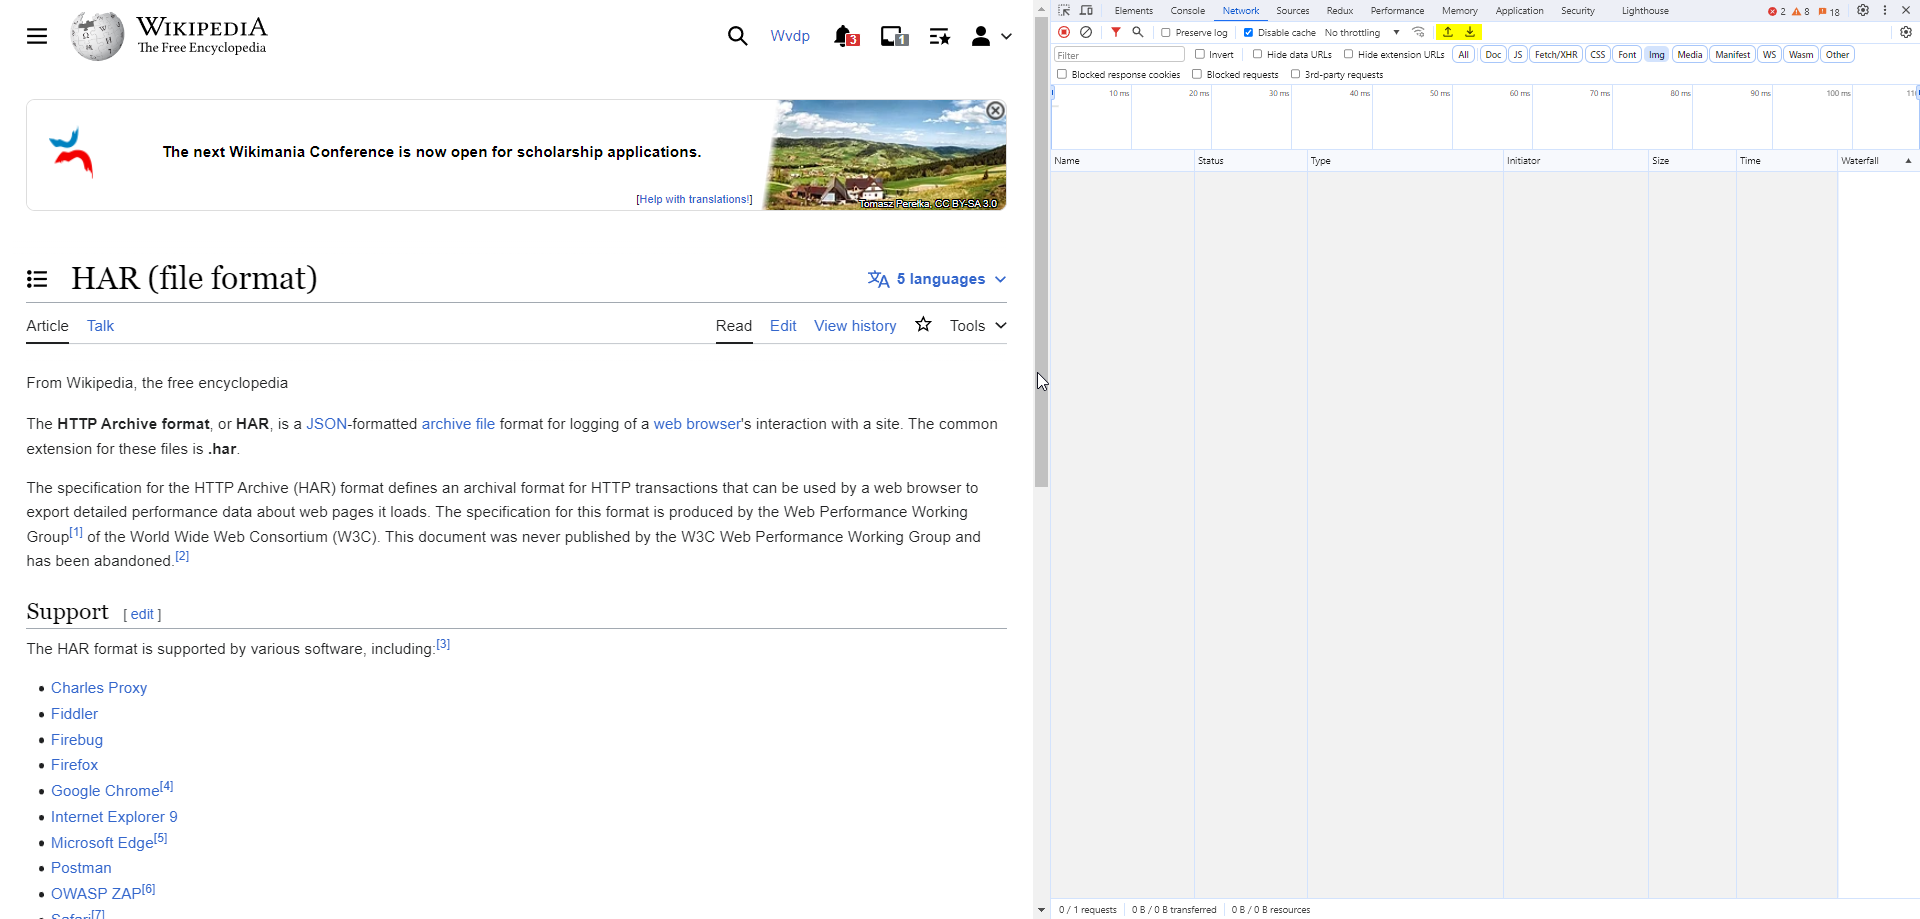 WIKIPEDIA
The Free Encyclopedia
Wvdp
3
1
The next Wikimania Conference is now open for scholarship applications.
[Help with translations!]
Tomasz Pererka, CC BY-SA 3.0
HAR (file format)
5 languages
Article Talk
Read Edit View history Tools
From Wikipedia, the free encyclopedia
The HTTP Archive format, or HAR, is a JSON-formatted archive file format for logging of a web browser's interaction with a site. The common
extension for these files is .har.
The specification for the HTTP Archive (HAR) format defines an archival format for HTTP transactions that can be used by a web browser to
export detailed performance data about web pages it loads. The specification for this format is produced by the Web Performance Working
Group[1] of the World Wide Web Consortium (W3C). This document was never published by the W3C Web Performance Working Group and
has been abandoned.[2]
Support [ edit ]
The HAR format is supported by various software, including:[3]
• Charles Proxy
• Fiddler
• Firebug
• Firefox
• Google Chrome[4]
• Internet Explorer 9
• Microsoft Edge[5]
• Postman
• OWASP ZAP[6]
• Safari[7]
Elements Console Network Sources Redux Performance Memory Application Security Lighthouse 2 8 18
Preserve log Disable cache No throttling
Filter Invert Hide data URLs Hide extension URLs All Doc JS Fetch/XHR CSS Font Img Media Manifest WS Wasm Other
Blocked response cookies Blocked requests 3rd-party requests
10 ms 20 ms 30 ms 40 ms 50 ms 60 ms 70 ms 80 ms 90 ms 100 ms
Name Status Type Initiator Size Time Waterfall
0 / 1 requests 0 B / 0 B transferred 0 B / 0 B resources